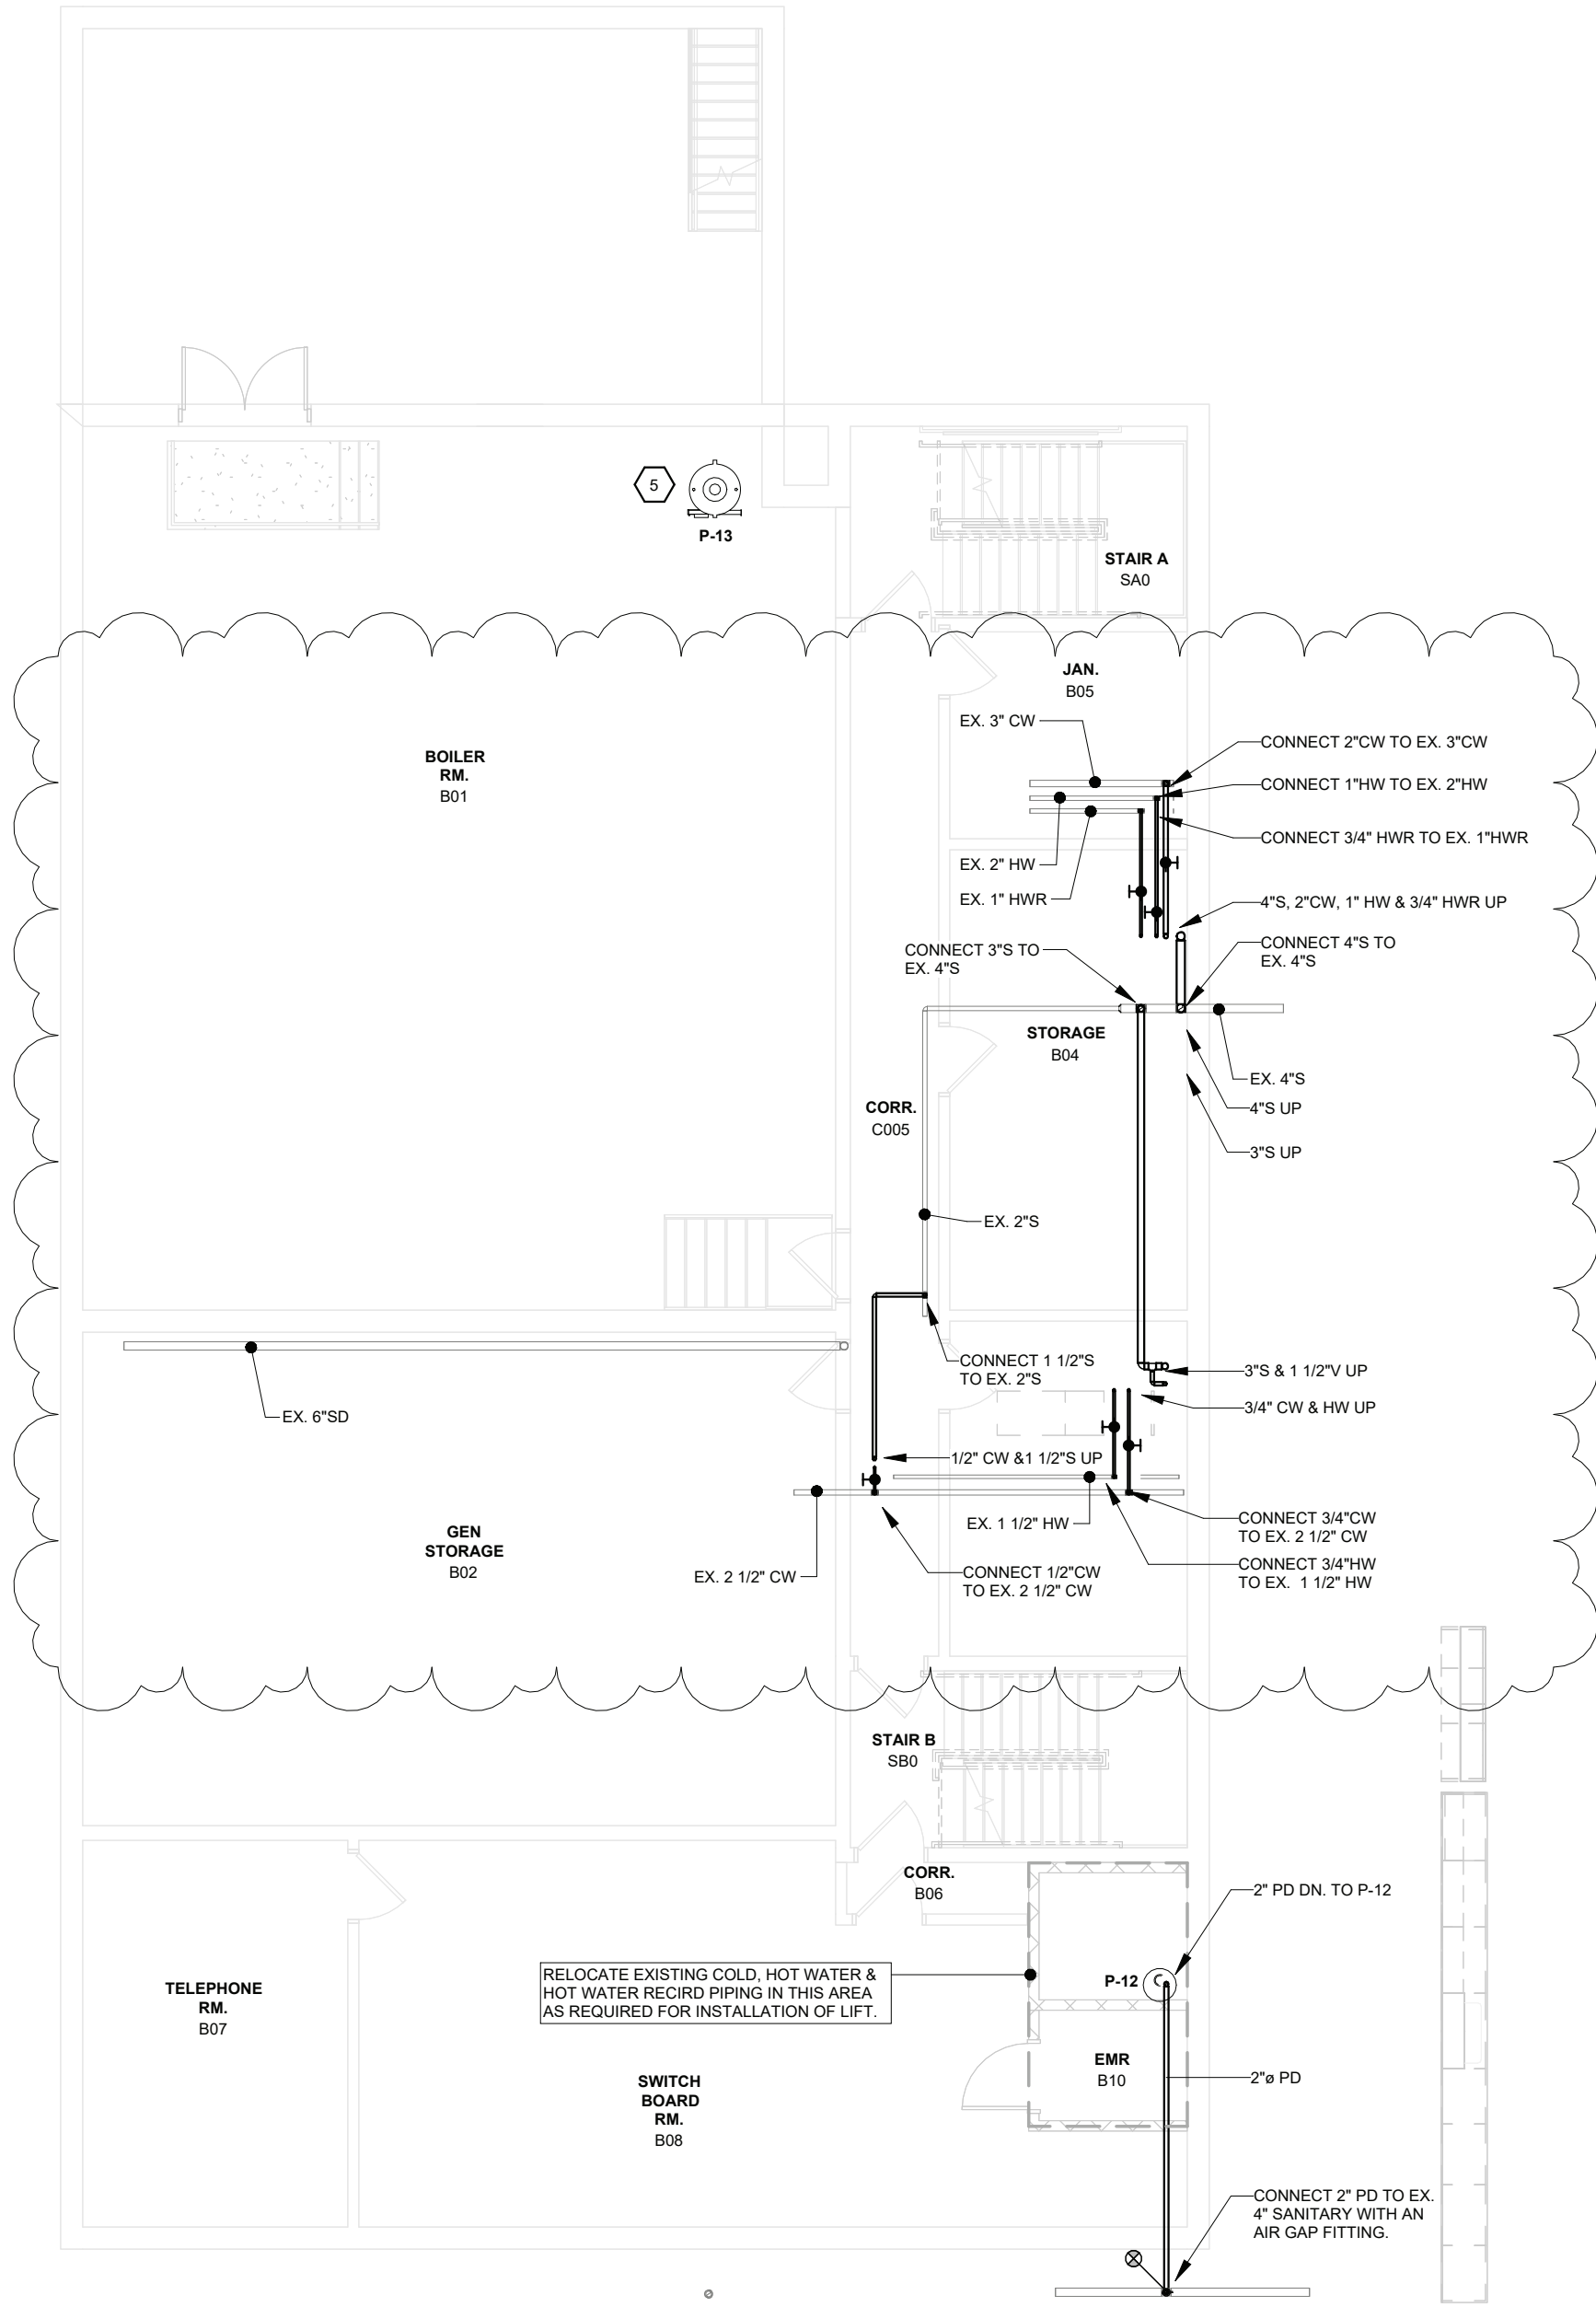 5
P-13
STAIR A
SA0
JAN.
B05
EX. 3" CW
CONNECT 2"CW TO EX. 3"CW
BOILER
RM.
B01
CONNECT 1"HW TO EX. 2"HW
CONNECT 3/4" HWR TO EX. 1"HWR
EX. 2" HW
EX. 1" HWR
4"S, 2"CW, 1" HW & 3/4" HWR UP
CONNECT 3"S TO
EX. 4"S
CONNECT 4"S TO
EX. 4"S
STORAGE
B04
EX. 4"S
CORR.
C005
4"S UP
3"S UP
EX. 2"S
CONNECT 1 1/2"S
TO EX. 2"S
3"S & 1 1/2"V UP
EX. 6"SD
3/4" CW & HW UP
1/2" CW &1 1/2"S UP
EX. 1 1/2" HW
CONNECT 3/4"CW
TO EX. 2 1/2" CW
GEN
STORAGE
B02
EX. 2 1/2" CW
CONNECT 1/2"CW
TO EX. 2 1/2" CW
CONNECT 3/4"HW
TO EX. 1 1/2" HW
STAIR B
SB0
CORR.
B06
2" PD DN. TO P-12
RELOCATE EXISTING COLD, HOT WATER &
HOT WATER RECIRD PIPING IN THIS AREA
AS REQUIRED FOR INSTALLATION OF LIFT.
P-12
TELEPHONE
RM.
B07
EMR
B10
2"ø PD
SWITCH
BOARD
RM.
B08
CONNECT 2" PD TO EX.
4" SANITARY WITH AN
AIR GAP FITTING.